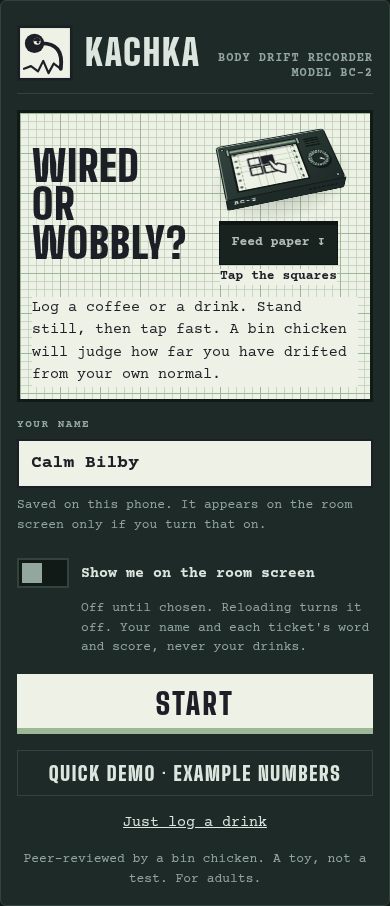 KACHKA
BODY DRIFT RECORDER
MODEL BC-2
WIRED
OR
WOBBLY?
BC-2
Feed paper ↧
Tap the squares
Log a coffee or a drink. Stand
still, then tap fast. A bin chicken
will judge how far you have drifted
from your own normal.
YOUR NAME
Calm Bilby
Saved on this phone. It appears on the room
screen only if you turn that on.
Show me on the room screen
Off until chosen. Reloading turns it
off. Your name and each ticket's word
and score, never your drinks.
START
QUICK DEMO · EXAMPLE NUMBERS
Just log a drink
Peer-reviewed by a bin chicken. A toy, not a
test. For adults.